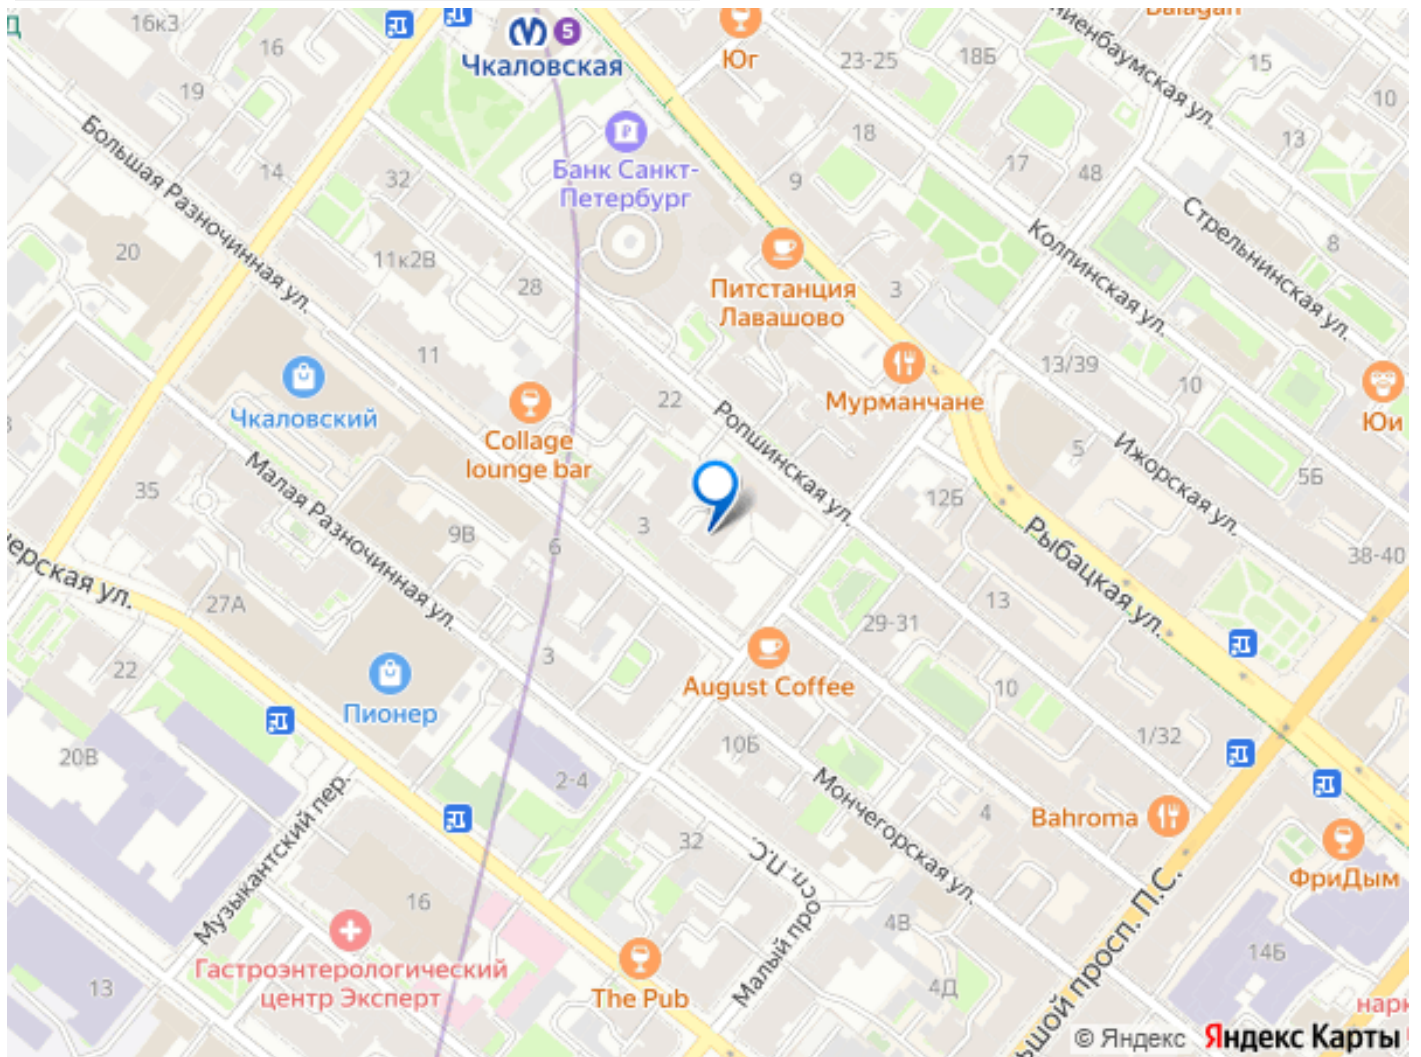 16к3
16
19
14
Чкаловская
5
Юг
23-25
18Б
Balagan
15
10
13
18
17
48
9
Банк Санкт-
Петербург
32
Большая Разночинная ул.
20
11к2В
28
11
Питстанция
Лавашово
3
Колпинская ул.
Стрельнинская ул.
8
13/39
10
Мурманчане
Юи
22
Ропшинская ул.
Чкаловский
Collage
lounge bar
35
Малая Разночинная ул.
9В
6
3
12Б
5
Ижорская ул.
5Б
38-40
Рыбацкая ул.
27А
22
3
29-31
13
10
1/32
August Coffee
Пионер
20В
2-4
10Б
Мончегорская ул.
4
Bahroma
ФриДым
Музыкантский пер.
32
Малый просп. П.С.
16
4В
4Д
14Б
13
Гастроэнтерологический
центр Эксперт
The Pub
© Яндекс
Яндекс Карты